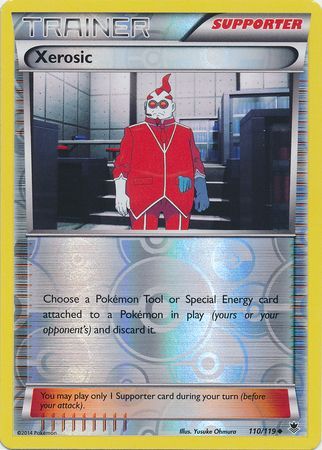 TRAINER
SUPPORTER
Xerosic
Choose a Pokémon Tool or Special Energy card
attached to a Pokémon in play (yours or your
opponent's) and discard it.
You may play only 1 Supporter card during your turn (before
your attack).
©2014 Pokémon
Illus. Yusuke Ohmura
110/119